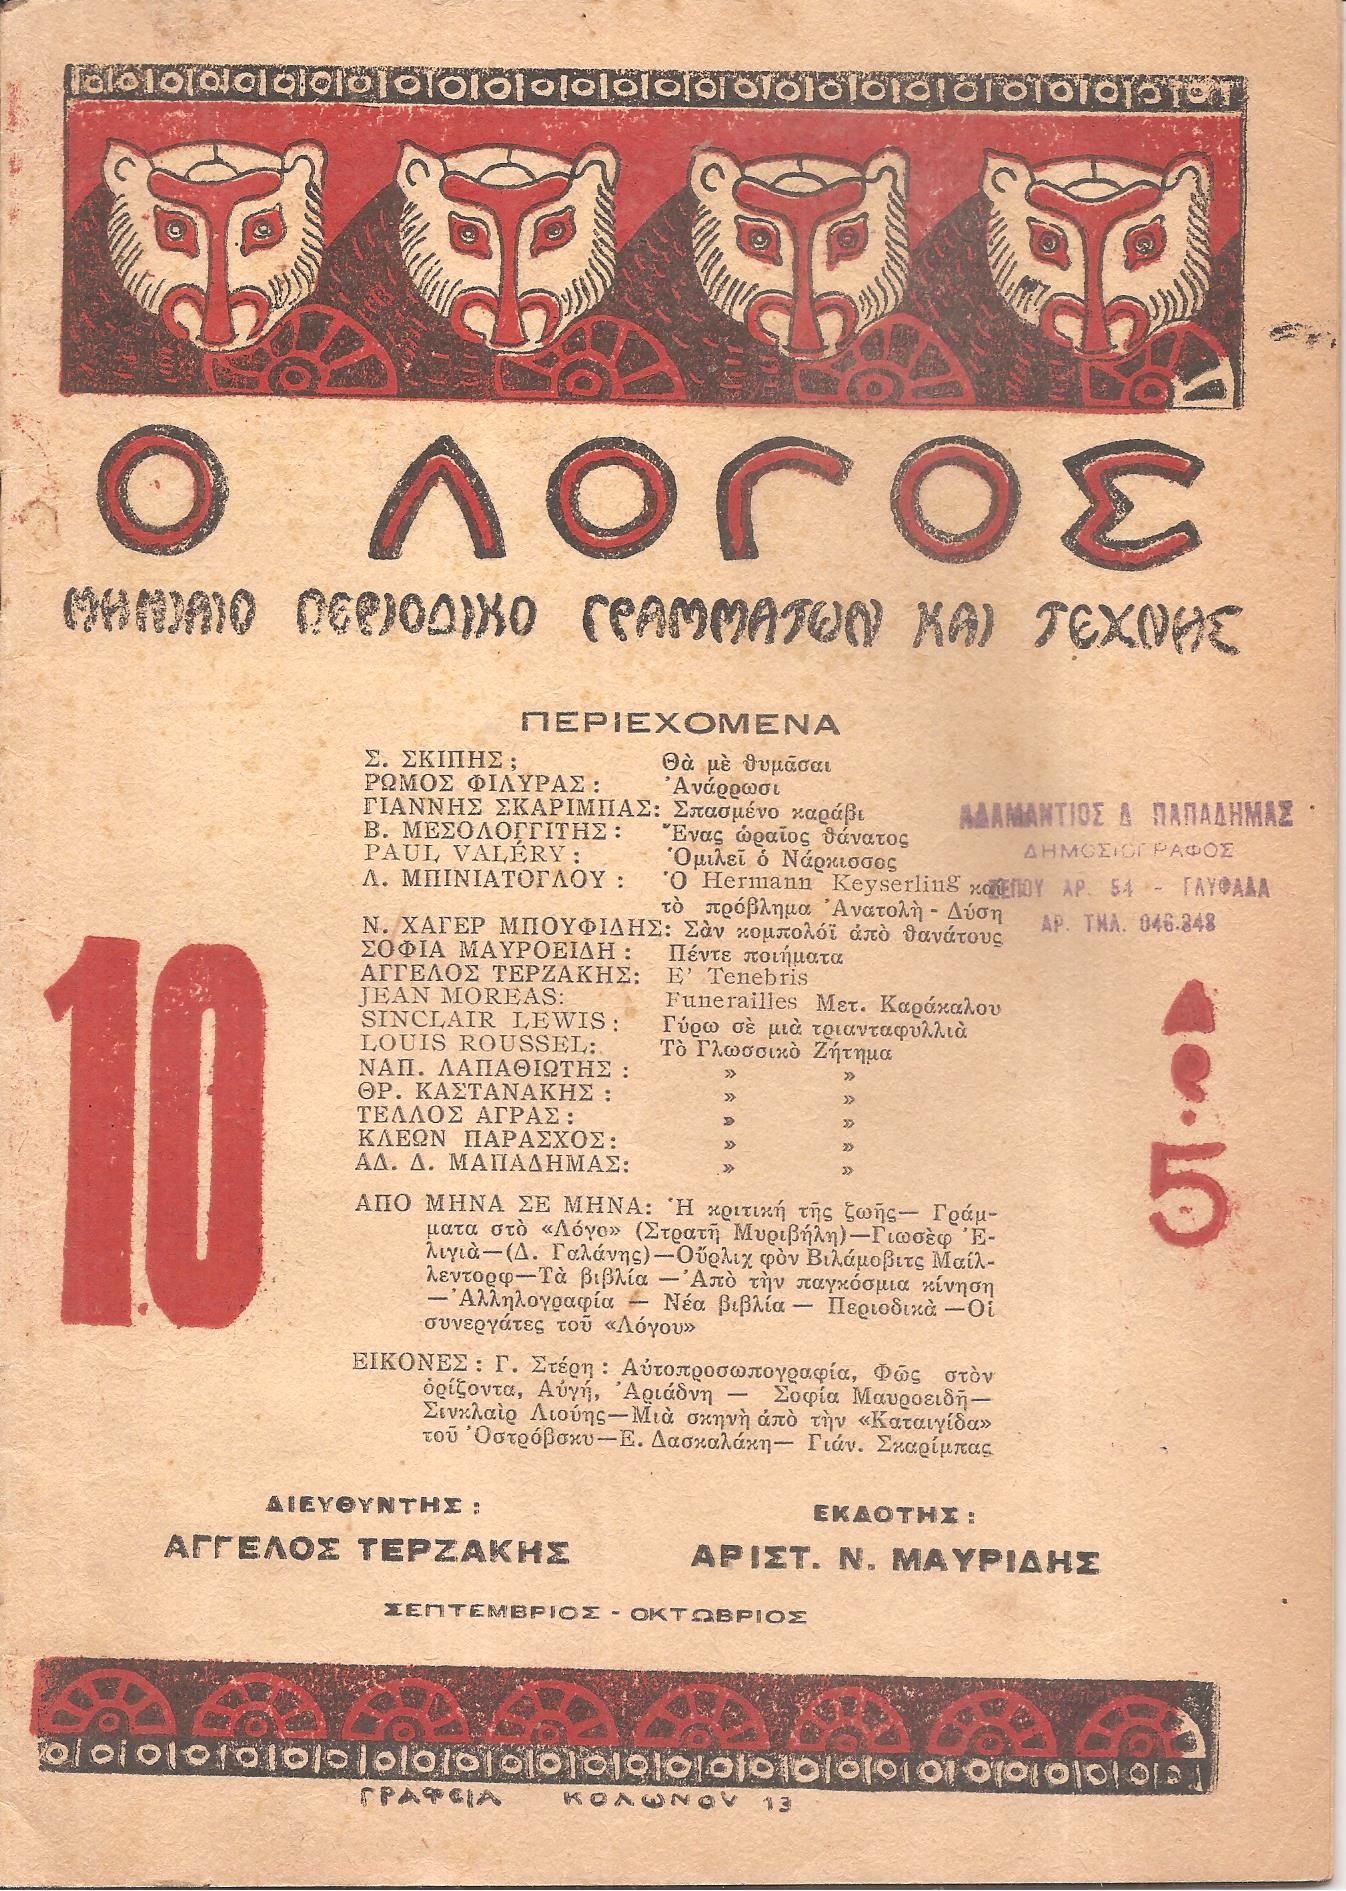 Ο ΛΟΓΟΣ
ΜΗΝΙΑΙΟ ΠΕΡΙΟΔΙΚΟ ΓΡΑΜΜΑΤΩΝ ΚΑΙ ΤΕΧΝΗΣ
ΠΕΡΙΕΧΟΜΕΝΑ
Σ. ΣΚΙΠΗΣ ; Θὰ μὲ θυμᾶσαι
ΡΩΜΟΣ ΦΙΛΥΡΑΣ : Ἀνάρρωσι
ΓΙΑΝΝΗΣ ΣΚΑΡΙΜΠΑΣ: Σπασμένο καράβι
Β. ΜΕΣΟΛΟΓΓΙΤΗΣ : Ἕνας ὡραῖος θάνατος
PAUL VALÉRY : Ὁμιλεῖ ὁ Νάρκισσος
Λ. ΜΠΙΝΙΑΤΟΓΛΟΥ : Ὁ Hermann Keyserling καὶ
τὸ πρόβλημα Ἀνατολὴ - Δύση
Ν. ΧΑΓΕΡ ΜΠΟΥΦΙΔΗΣ: Σὰν κομπολόϊ ἀπὸ θανάτους
ΣΟΦΙΑ ΜΑΥΡΟΕΙΔΗ : Πέντε ποιήματα
ΑΓΓΕΛΟΣ ΤΕΡΖΑΚΗΣ: E' Tenebris
JEAN MOREAS: Funerailles Μετ. Καράκαλου
SINCLAIR LEWIS : Γύρω σὲ μιὰ τριανταφυλλιὰ
LOUIS ROUSSEL: Τὸ Γλωσσικὸ Ζήτημα
ΝΑΠ. ΛΑΠΑΘΙΩΤΗΣ : » »
ΘΡ. ΚΑΣΤΑΝΑΚΗΣ : » »
ΤΕΛΛΟΣ ΑΓΡΑΣ : » »
ΚΛΕΩΝ ΠΑΡΑΣΧΟΣ: » »
ΑΔ. Δ. ΜΑΠΑΔΗΜΑΣ: » »
ΑΔΑΜΑΝΤΙΟΣ Δ ΠΑΠΑΔΗΜΑΣ
ΔΗΜΟΣΙΟΓΡΑΦΟΣ
ΖΕΠΟΥ ΑΡ. 54 - ΓΛΥΦΑΔΑ
ΑΡ. ΤΗΛ. 046.848
10
ΔΡ. 5
ΑΠΟ ΜΗΝΑ ΣΕ ΜΗΝΑ: Ἡ κριτική τῆς ζωῆς— Γράμ-
ματα στὸ «Λόγο» (Στρατῆ Μυριβήλη)—Γιωσὲφ Ἐ-
λιγιὰ—(Δ. Γαλάνης)—Οὔρλιχ φὸν Βιλάμοβιτς Μαίλ-
λεντορφ—Τὰ βιβλία —Ἀπὸ τὴν παγκόσμια κίνηση
—Ἀλληλογραφία — Νέα βιβλία — Περιοδικὰ —Οἱ
συνεργάτες τοῦ «Λόγου»
ΕΙΚΟΝΕΣ : Γ. Στέρη : Αὐτοπροσωπογραφία, Φῶς στὸν
ὁρίζοντα, Αὐγή, Ἀριάδνη — Σοφία Μαυροειδῆ—
Σινκλαὶρ Λιούης—Μιὰ σκηνὴ ἀπὸ τὴν «Καταιγίδα»
τοῦ Ὀστρόβσκυ—Ε. Δασκαλάκη— Γιάν. Σκαρίμπας
ΔΙΕΥΘΥΝΤΗΣ :
ΑΓΓΕΛΟΣ ΤΕΡΖΑΚΗΣ
ΕΚΔΟΤΗΣ :
ΑΡΙΣΤ. Ν. ΜΑΥΡΙΔΗΣ
ΣΕΠΤΕΜΒΡΙΟΣ - ΟΚΤΩΒΡΙΟΣ
ΓΡΑΦΕΙΑ ΚΟΛΩΝΟΥ 13